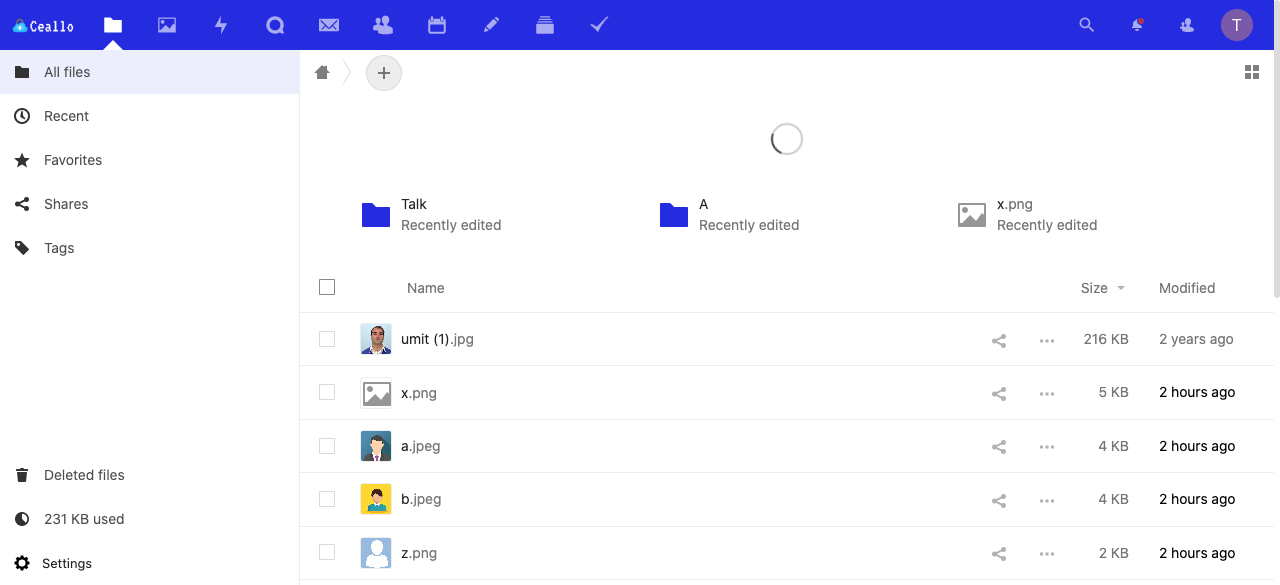 Ceallo
T
All files
Recent
Favorites
Shares
Tags
Deleted files
231 KB used
Settings
Talk
Recently edited
A
Recently edited
x.png
Recently edited
Name Size Modified
umit (1).jpg 216 KB 2 years ago
x.png 5 KB 2 hours ago
a.jpeg 4 KB 2 hours ago
b.jpeg 4 KB 2 hours ago
z.png 2 KB 2 hours ago